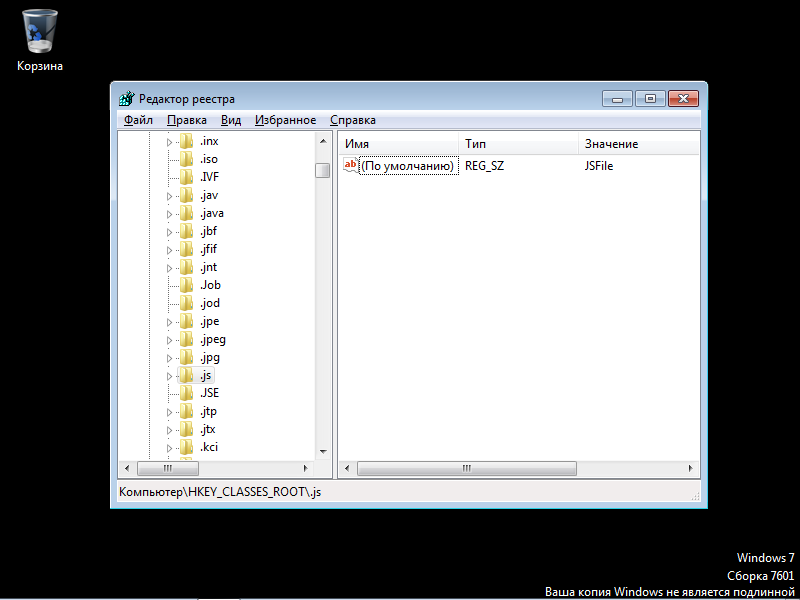 Корзина
Редактор реестра
Файл Правка Вид Избранное Справка
.inx
.iso
.IVF
.jav
.java
.jbf
.jfif
.jnt
.Job
.jod
.jpe
.jpeg
.jpg
.js
.JSE
.jtp
.jtx
.kci
Имя Тип Значение
ab (По умолчанию) REG_SZ JSFile
Компьютер\HKEY_CLASSES_ROOT\.js
Windows 7
Сборка 7601
Ваша копия Windows не является подлинной